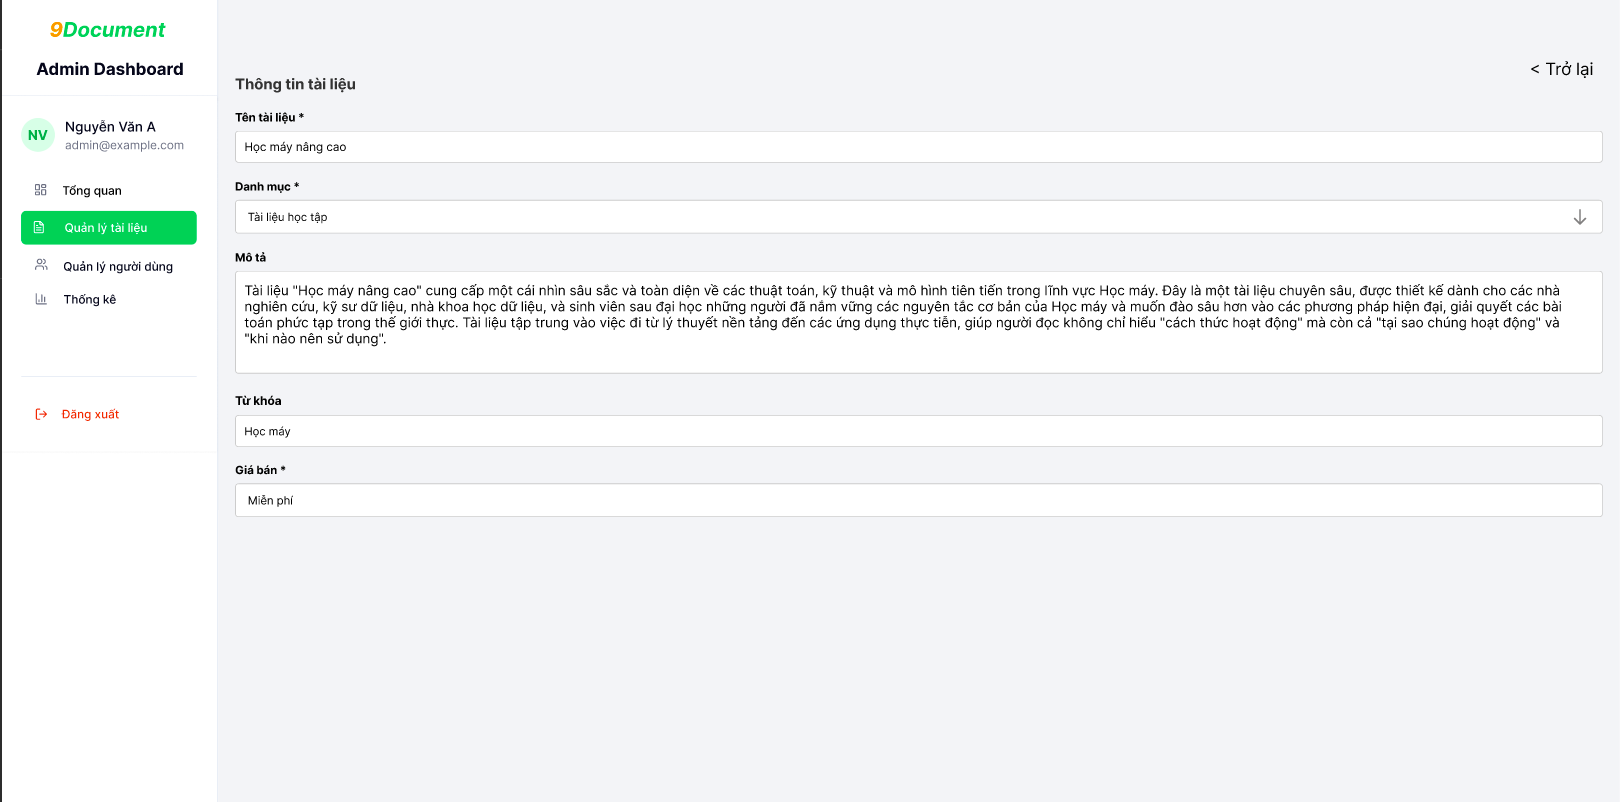 9Document
Admin Dashboard
NV
Nguyễn Văn A
admin@example.com
Tổng quan
Quản lý tài liệu
Quản lý người dùng
Thống kê
Đăng xuất
< Trở lại
Thông tin tài liệu
Tên tài liệu *
Học máy nâng cao
Danh mục *
Tài liệu học tập
Mô tả
Tài liệu "Học máy nâng cao" cung cấp một cái nhìn sâu sắc và toàn diện về các thuật toán, kỹ thuật và mô hình tiên tiến trong lĩnh vực Học máy. Đây là một tài liệu chuyên sâu, được thiết kế dành cho các nhà
nghiên cứu, kỹ sư dữ liệu, nhà khoa học dữ liệu, và sinh viên sau đại học những người đã nắm vững các nguyên tắc cơ bản của Học máy và muốn đào sâu hơn vào các phương pháp hiện đại, giải quyết các bài
toán phức tạp trong thế giới thực. Tài liệu tập trung vào việc đi từ lý thuyết nền tảng đến các ứng dụng thực tiễn, giúp người đọc không chỉ hiểu "cách thức hoạt động" mà còn cả "tại sao chúng hoạt động" và
"khi nào nên sử dụng".
Từ khóa
Học máy
Giá bán *
Miễn phí